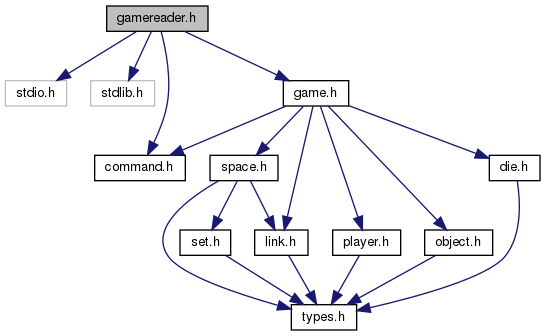 gamereader.h
stdio.h
stdlib.h
game.h
command.h
space.h
die.h
set.h
link.h
player.h
object.h
types.h